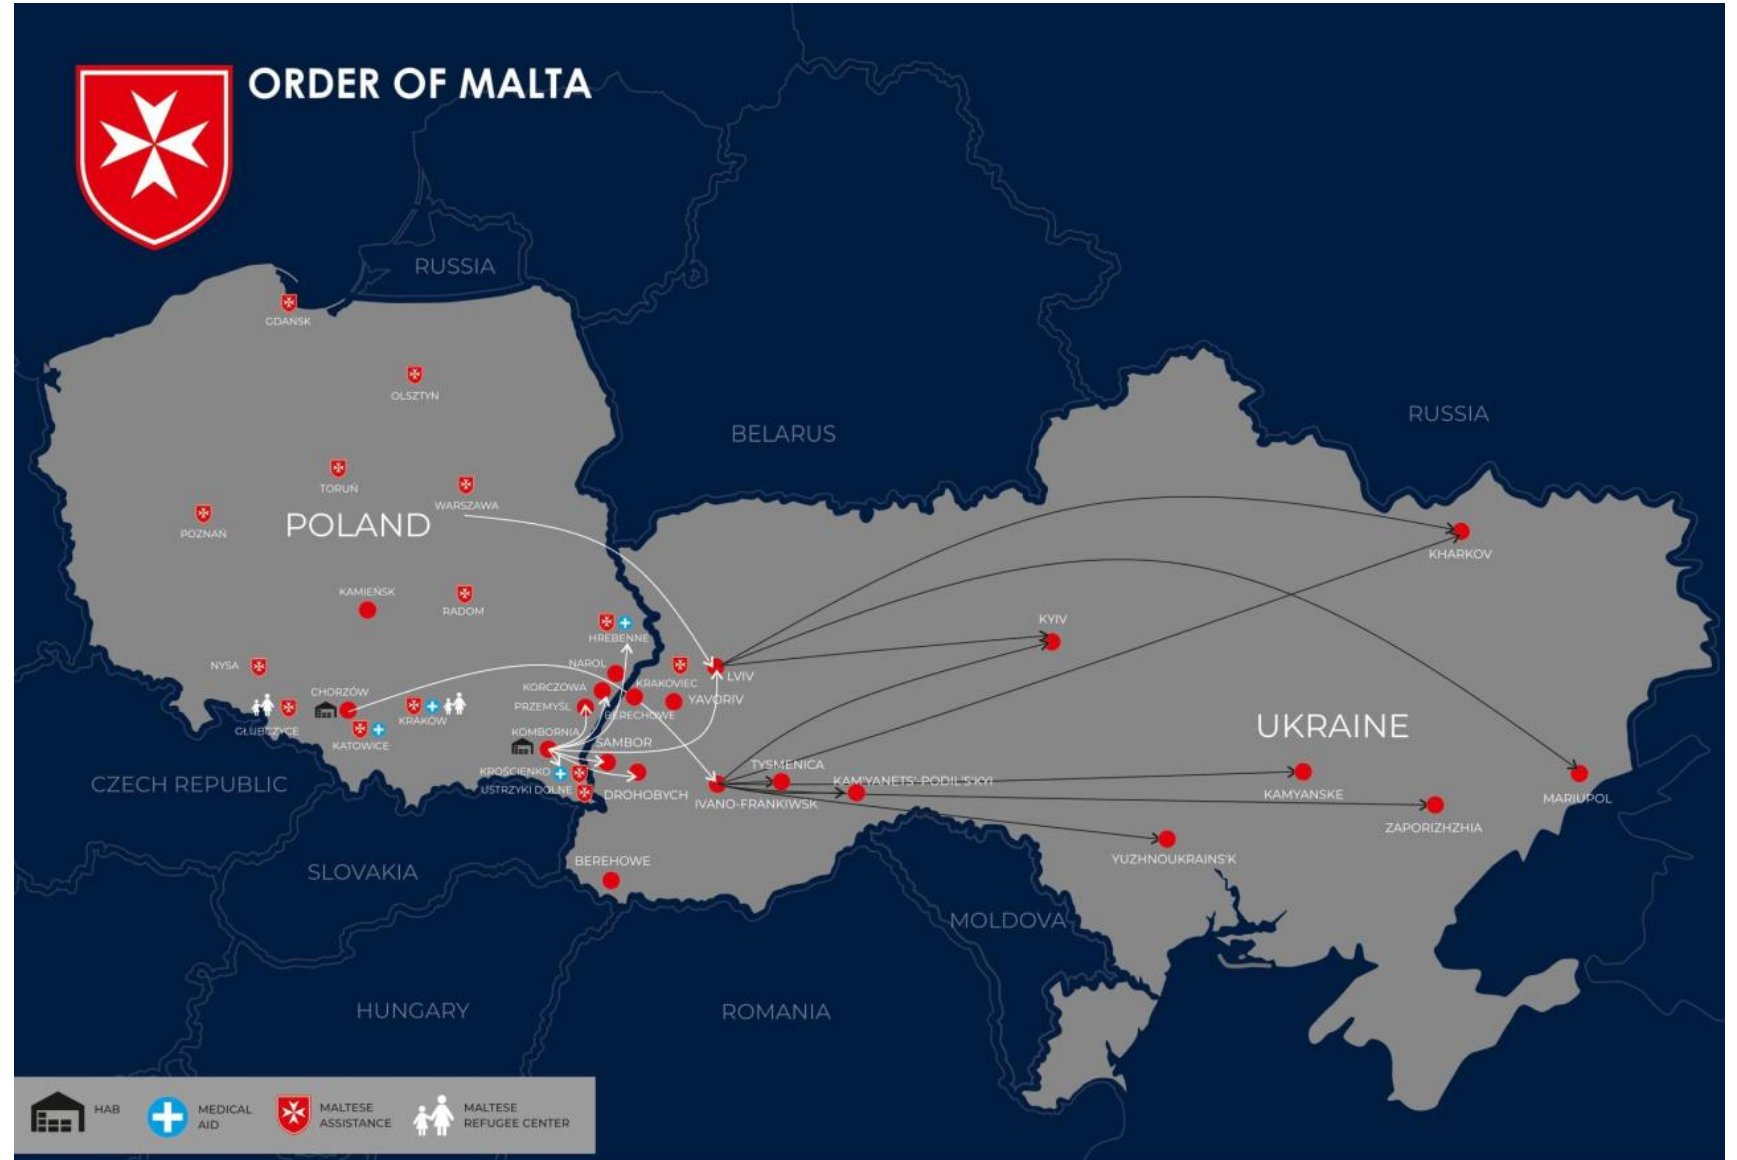 ORDER OF MALTA
RUSSIA
GDAŃSK
OLSZTYN
RUSSIA
BELARUS
TORUŃ
WARSZAWA
POZNAŃ
POLAND
KHARKOV
KAMIEŃSK
RADOM
KYIV
HREBENNE
NYSA
NAROL
KRAKOVIEC
LVIV
CHORZÓW
KORCZOWA
YAVORIV
PRZEMYŚL
BERECHOWE
KRAKÓW
GŁUBCZYCE
KATOWICE
KOMBORNIA
SAMBOR
UKRAINE
KROŚCIENKO
TYSMENICA
KAM'YANETS'-PODIL'S'KYI
CZECH REPUBLIC
USTRZYKI DOLNE
DROHOBYCH
IVANO-FRANKIWSK
KAMYANSKE
MARIUPOL
ZAPORIZHZHIA
YUZHNOUKRAINS'K
BEREHOWE
SLOVAKIA
MOLDOVA
HUNGARY
ROMANIA
HAB
MEDICAL
AID
MALTESE
ASSISTANCE
MALTESE
REFUGEE CENTER